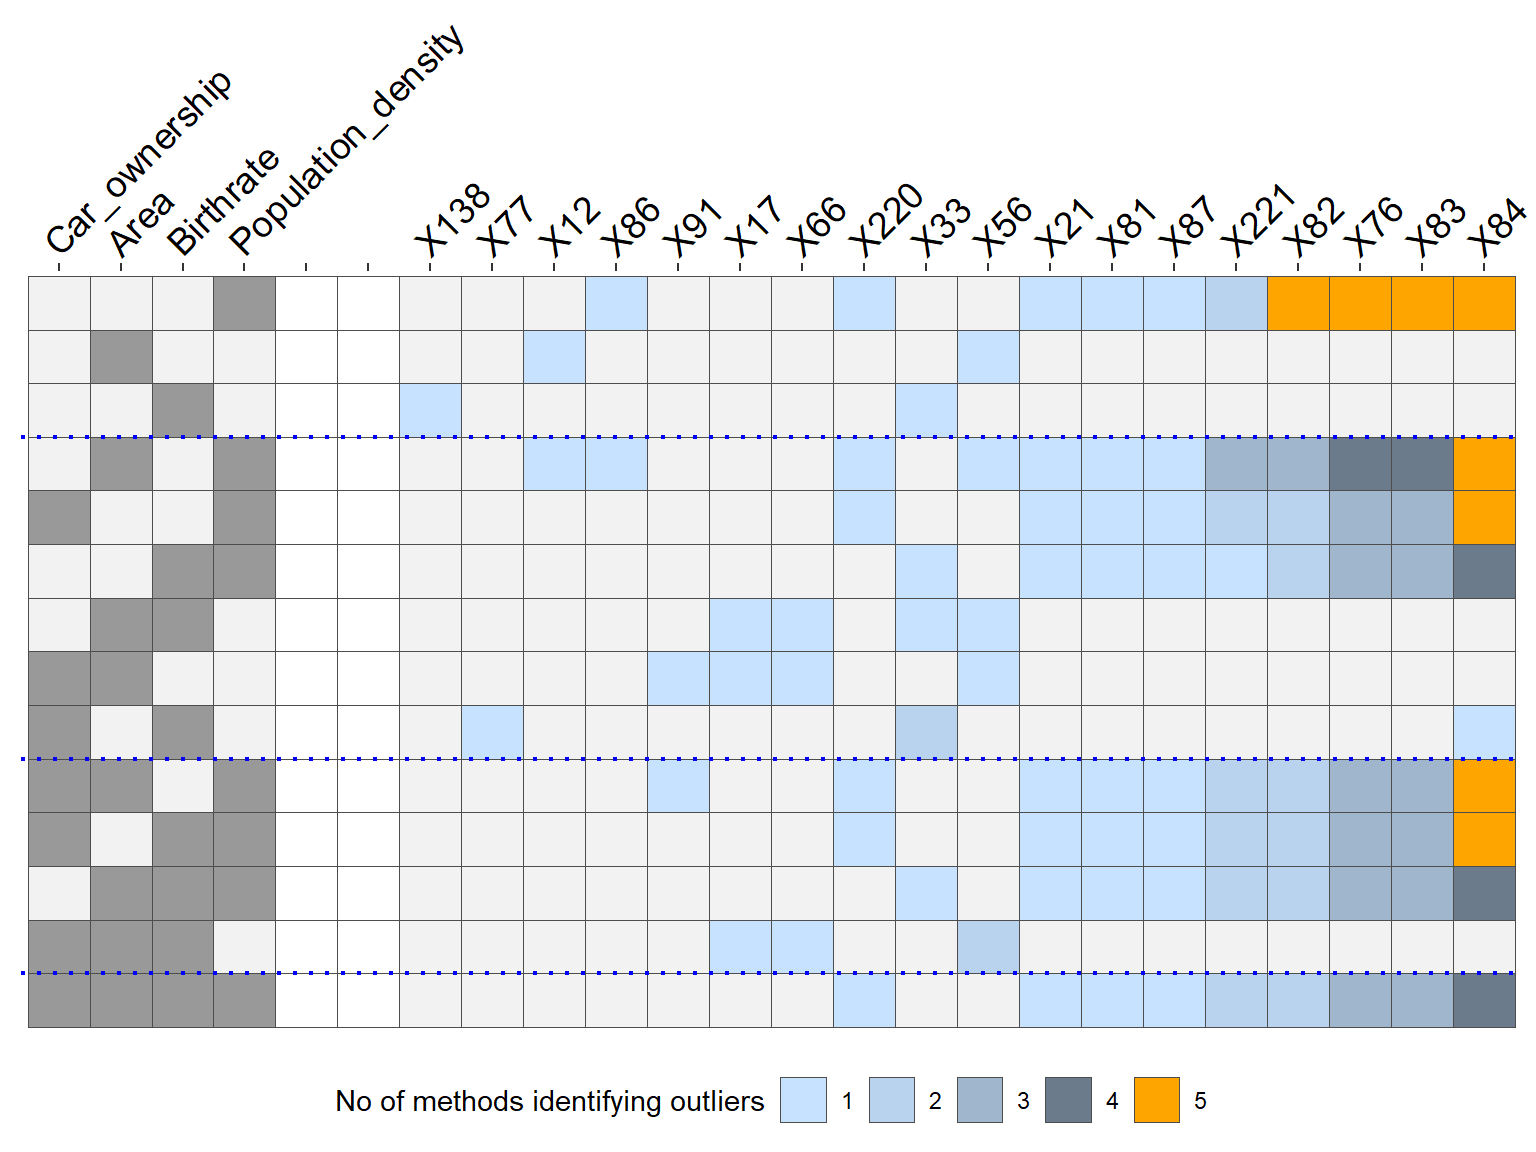 Car_ownership
Area
Birthrate
Population_density
X138
X77
X12
X86
X91
X17
X66
X220
X33
X56
X21
X81
X87
X221
X82
X76
X83
X84
No of methods identifying outliers 1 2 3 4 5